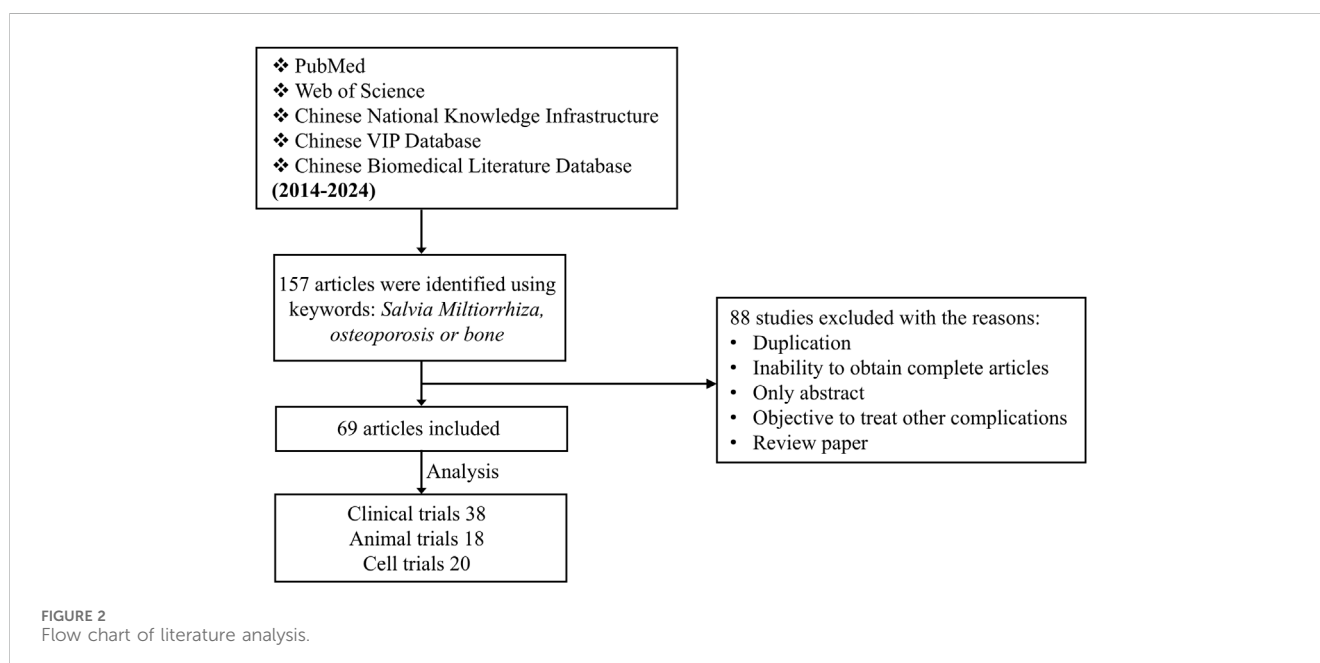 ❖ PubMed
❖ Web of Science
❖ Chinese National Knowledge Infrastructure
❖ Chinese VIP Database
❖ Chinese Biomedical Literature Database
(2014-2024)
157 articles were identified using
keywords: Salvia Miltiorrhiza,
osteoporosis or bone
88 studies excluded with the reasons:
• Duplication
• Inability to obtain complete articles
• Only abstract
• Objective to treat other complications
• Review paper
69 articles included
Analysis
Clinical trials 38
Animal trials 18
Cell trials 20
FIGURE 2
Flow chart of literature analysis.